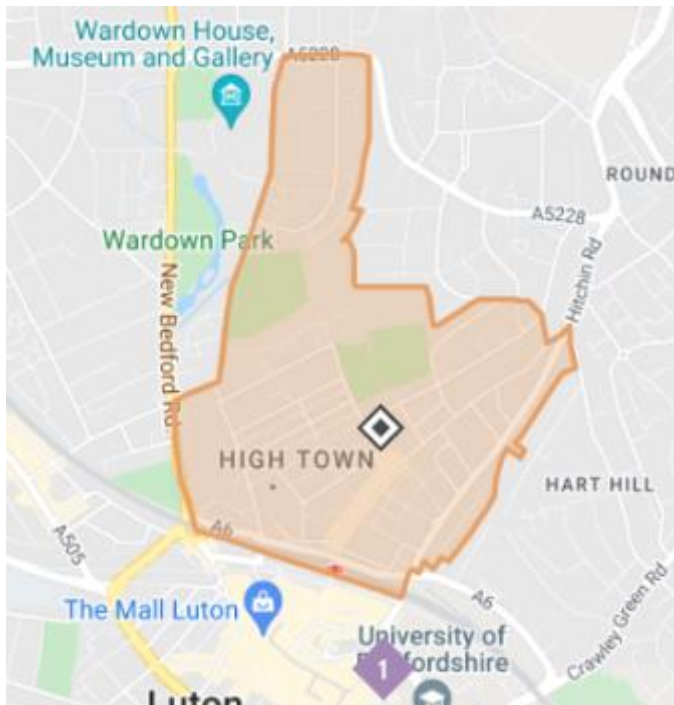 Wardown House,
Museum and Gallery
A5228
ROUND
A5228
Wardown Park
Hitchin Rd
New Bedford Rd
HIGH TOWN
HART HILL
A6
A505
A6
The Mall Luton
Crawley Green Rd
University of
1
Luton